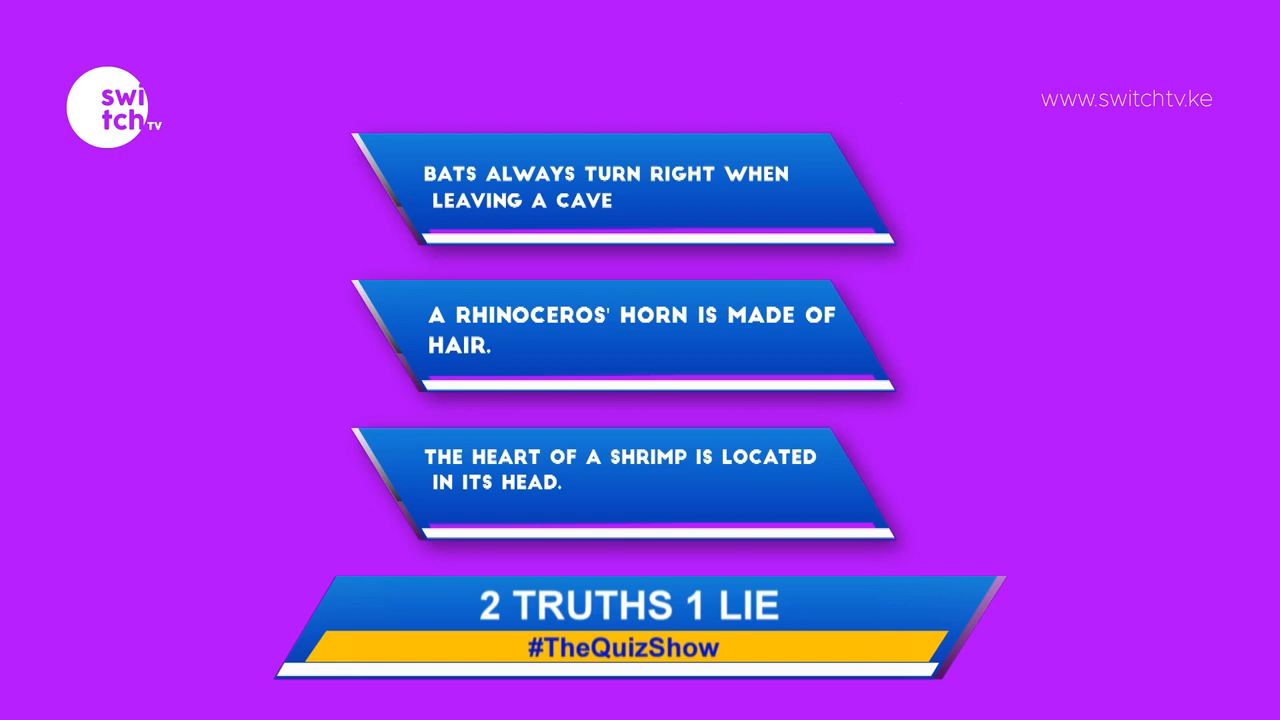 swi
tch TV
www.switchtv.ke
BATS ALWAYS TURN RIGHT WHEN
LEAVING A CAVE
A RHINOCEROS' HORN IS MADE OF
HAIR.
THE HEART OF A SHRIMP IS LOCATED
IN ITS HEAD.
2 TRUTHS 1 LIE
#TheQuizShow